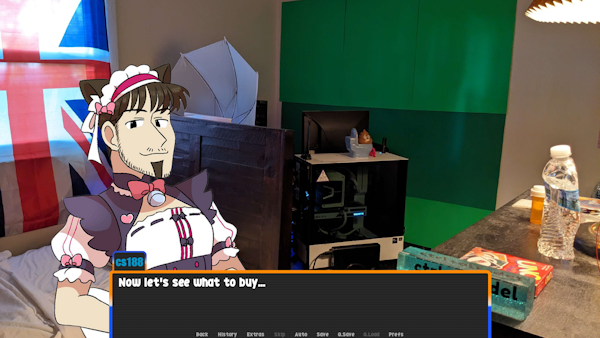 cs188
Now let's see what to buy...
Back History Extras Skip Auto Save Q.Save Q.Load Prefs